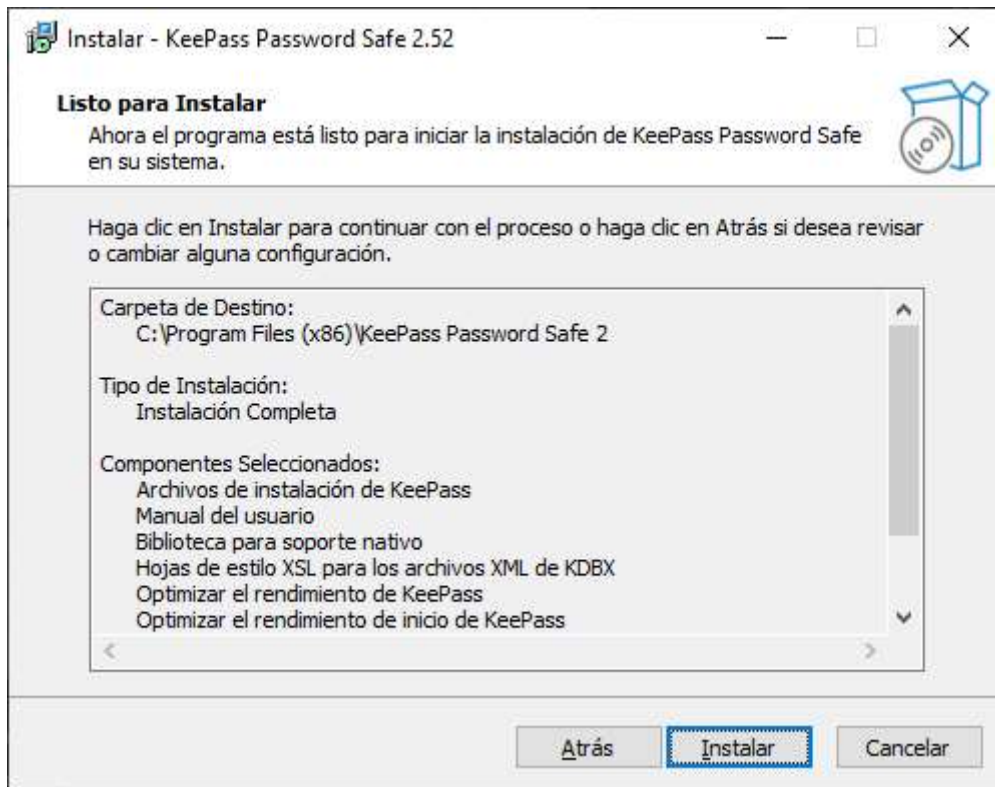 Instalar - KeePass Password Safe 2.52
Listo para Instalar
Ahora el programa está listo para iniciar la instalación de KeePass Password Safe
en su sistema.
Haga clic en Instalar para continuar con el proceso o haga clic en Atrás si desea revisar
o cambiar alguna configuración.
Carpeta de Destino:
C:\Program Files (x86)\KeePass Password Safe 2
Tipo de Instalación:
Instalación Completa
Componentes Seleccionados:
Archivos de instalación de KeePass
Manual del usuario
Biblioteca para soporte nativo
Hojas de estilo XSL para los archivos XML de KDBX
Optimizar el rendimiento de KeePass
Optimizar el rendimiento de inicio de KeePass
Atrás
Instalar
Cancelar